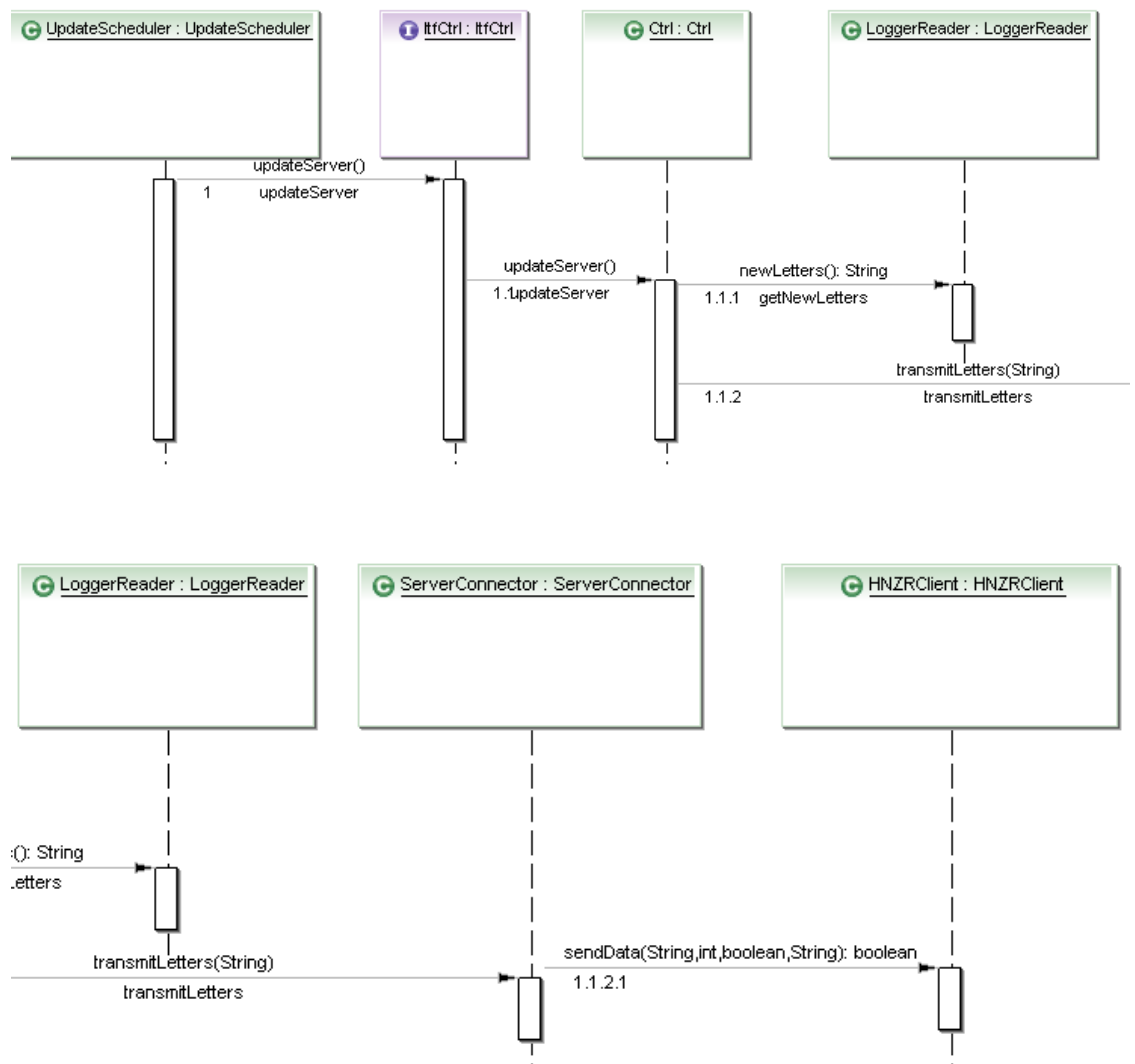 UpdateScheduler : UpdateScheduler
ItfCtrl : ItfCtrl
Ctrl : Ctrl
LoggerReader : LoggerReader
updateServer()
1 updateServer
updateServer()
1.1updateServer
newLetters(): String
1.1.1 getNewLetters
transmitLetters(String)
1.1.2 transmitLetters
LoggerReader : LoggerReader
ServerConnector : ServerConnector
HNZRClient : HNZRClient
(): String
Letters
transmitLetters(String)
transmitLetters
sendData(String,int,boolean,String): boolean
1.1.2.1